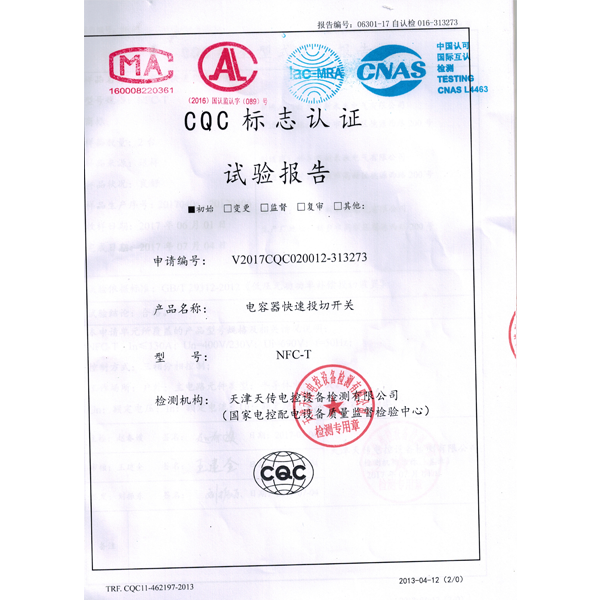 报告编号：06301-17自认检 016-313273
CMA
160008220361
CAL
(2016)国认监认字(089)号
ilac-MRA
CNAS
中国认可
国际互认
检测
TESTING
CNAS L4463
CQC 标志认证
试验报告
■初始 □变更 □监督 □复审 □其他：
申请编号： V2017CQC020012-313273
产品名称： 电容器快速投切开关
型 号： NFC-T
检测机构： 天津天传电控设备检测有限公司
（国家电控配电设备质量监督检验中心）
检测专用章
CQC
TRF. CQC11-462197-2013
2013-04-12 (2/0)